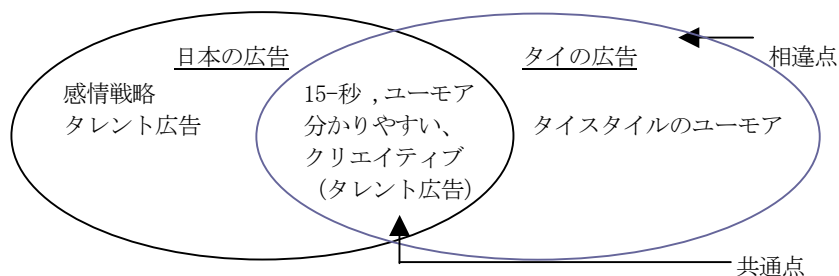 日本の広告
タイの広告
相違点
感情戦略
タレント広告
15-秒 ,ユーモア
分かりやすい、
クリエイティブ
(タレント広告)
タイスタイルのユーモア
共通点